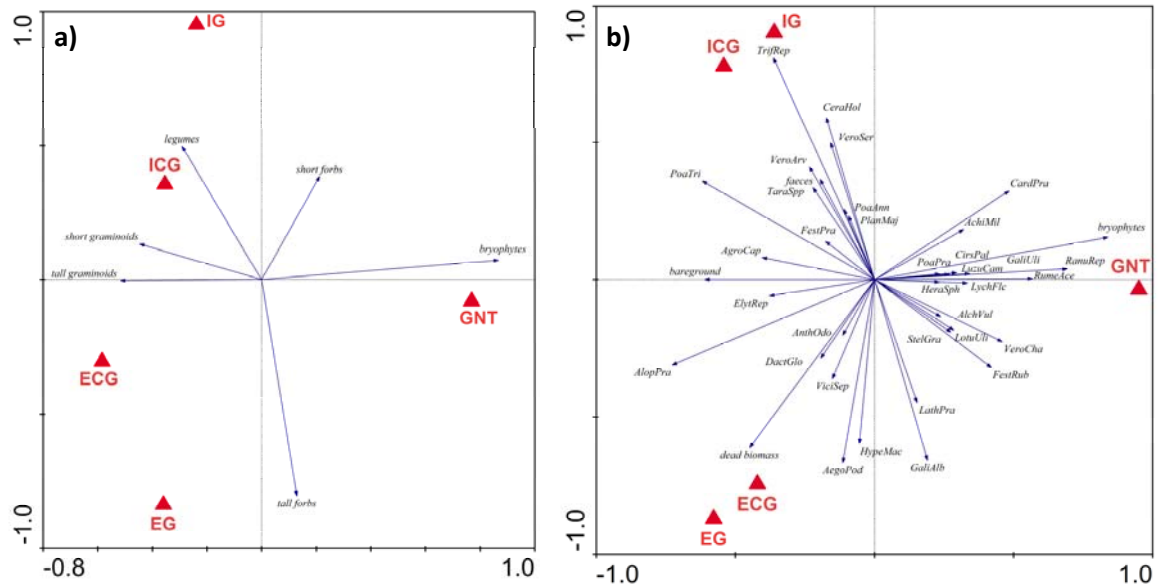 a)
1.0
IG
legumes
ICG
short forbs
short graminoids
bryophytes
tall graminoids
GNT
ECG
tall forbs
EG
-1.0
-0.8
1.0
b)
1.0
IG
ICG
TrifRep
CeraHol
VeroSer
VeroArv
PoaTri
faeces
TaraSpp
CardPra
PoaAnn
PlanMaj
AchiMil
FestPra
bryophytes
AgroCap
CirsPal
PoaPra
GaliUli
LuzuCam
RanuRep
GNT
bareground
RumeAce
HeraSph
LychFlc
ElytRep
AlchVul
AnthOdo
StelGra
LotuUli
VeroCha
DactGlo
AlopPra
FestRub
ViciSep
LathPra
dead biomass
HypeMac
AegoPod
GaliAlb
ECG
EG
-1.0
-1.0
1.0